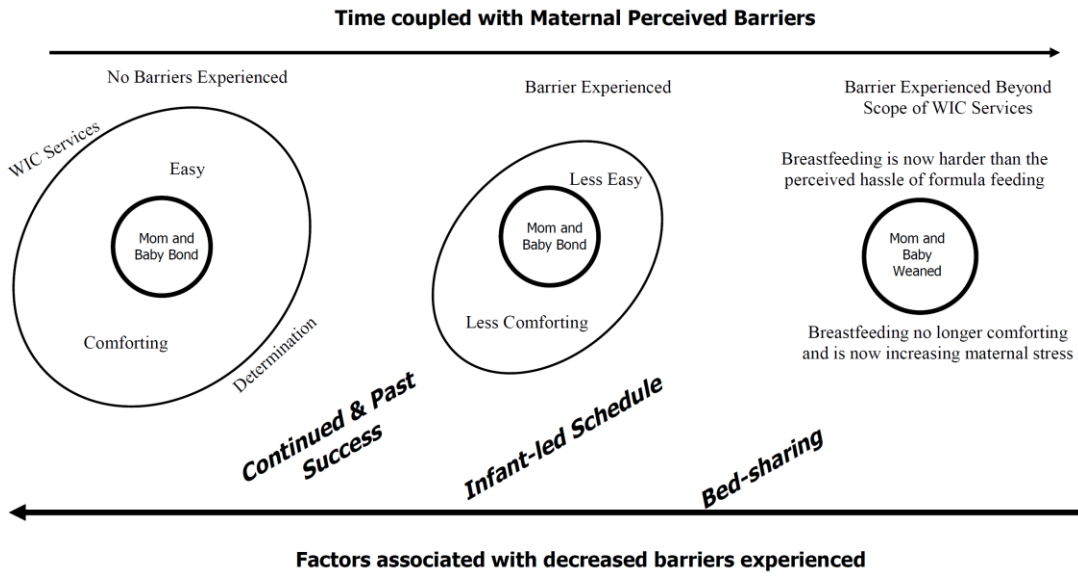 Time coupled with Maternal Perceived Barriers
No Barriers Experienced
WIC Services
Easy
Mom and
Baby Bond
Comforting
Determination
Barrier Experienced
Less Easy
Mom and
Baby Bond
Less Comforting
Barrier Experienced Beyond
Scope of WIC Services
Breastfeeding is now harder than the
perceived hassle of formula feeding
Mom and
Baby
Weaned
Breastfeeding no longer comforting
and is now increasing maternal stress
Continued & Past
Success
Infant-led Schedule
Bed-sharing
Factors associated with decreased barriers experienced